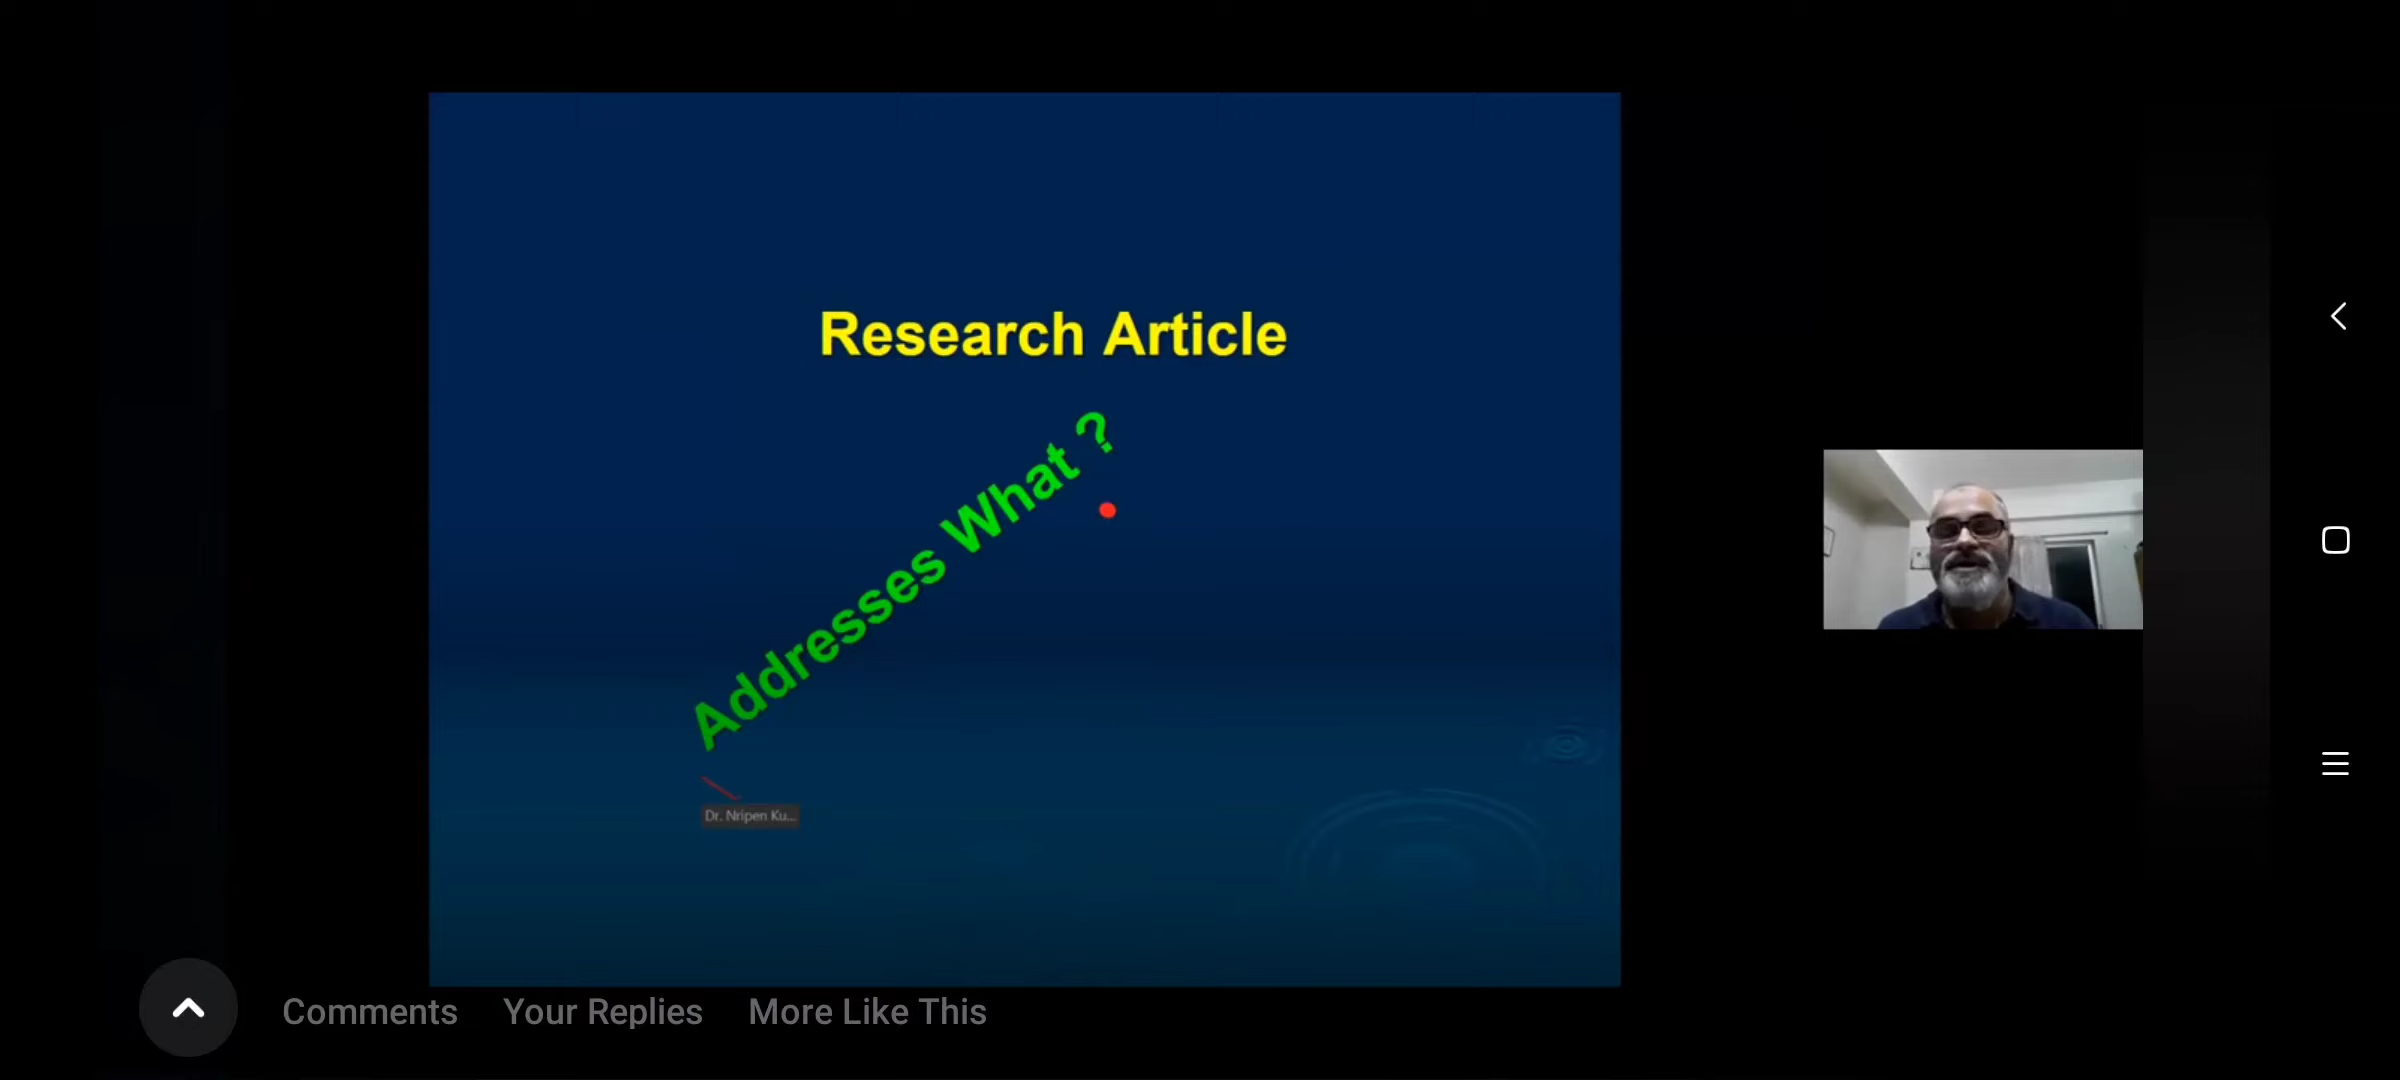 Research Article
Addresses What ?
Dr. Nripen Ku...
Comments Your Replies More Like This